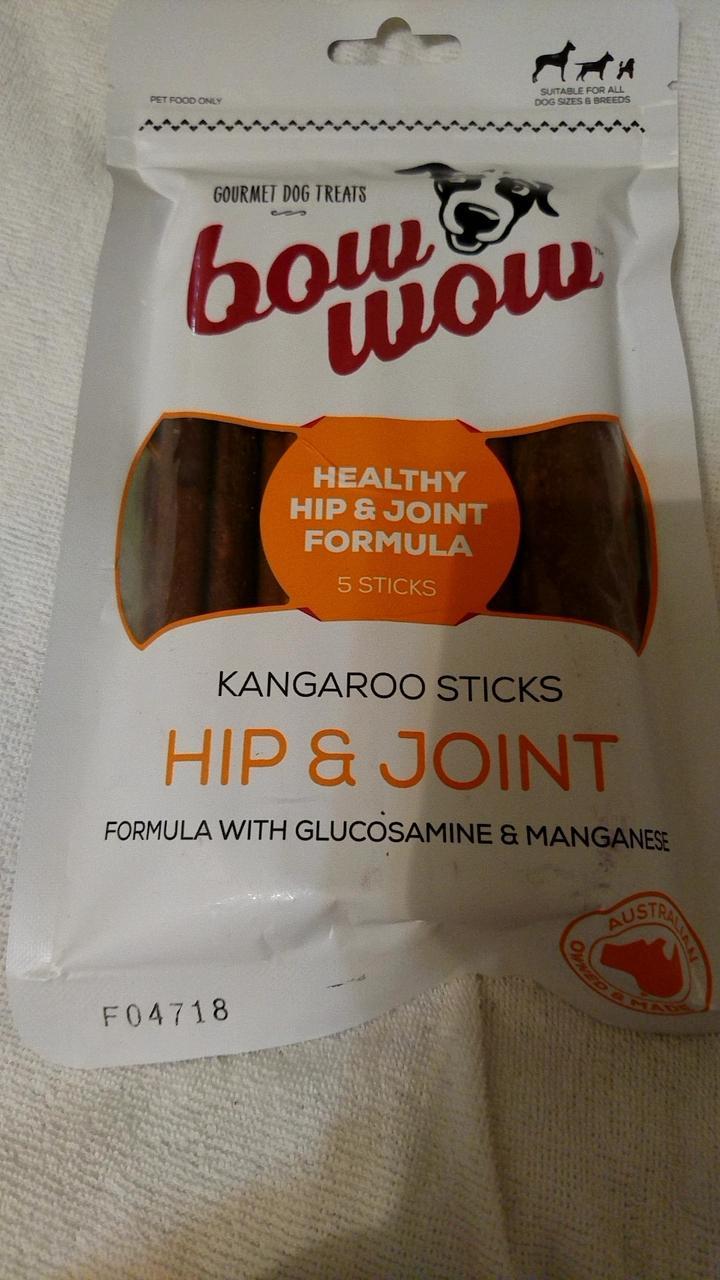 PET FOOD ONLY
SUITABLE FOR ALL
DOG SIZES & BREEDS
GOURMET DOG TREATS
bow
wow™
HEALTHY
HIP & JOINT
FORMULA
5 STICKS
KANGAROO STICKS
HIP & JOINT
FORMULA WITH GLUCOSAMINE & MANGANESE
AUSTRALIAN
OWNED & MADE
F04718